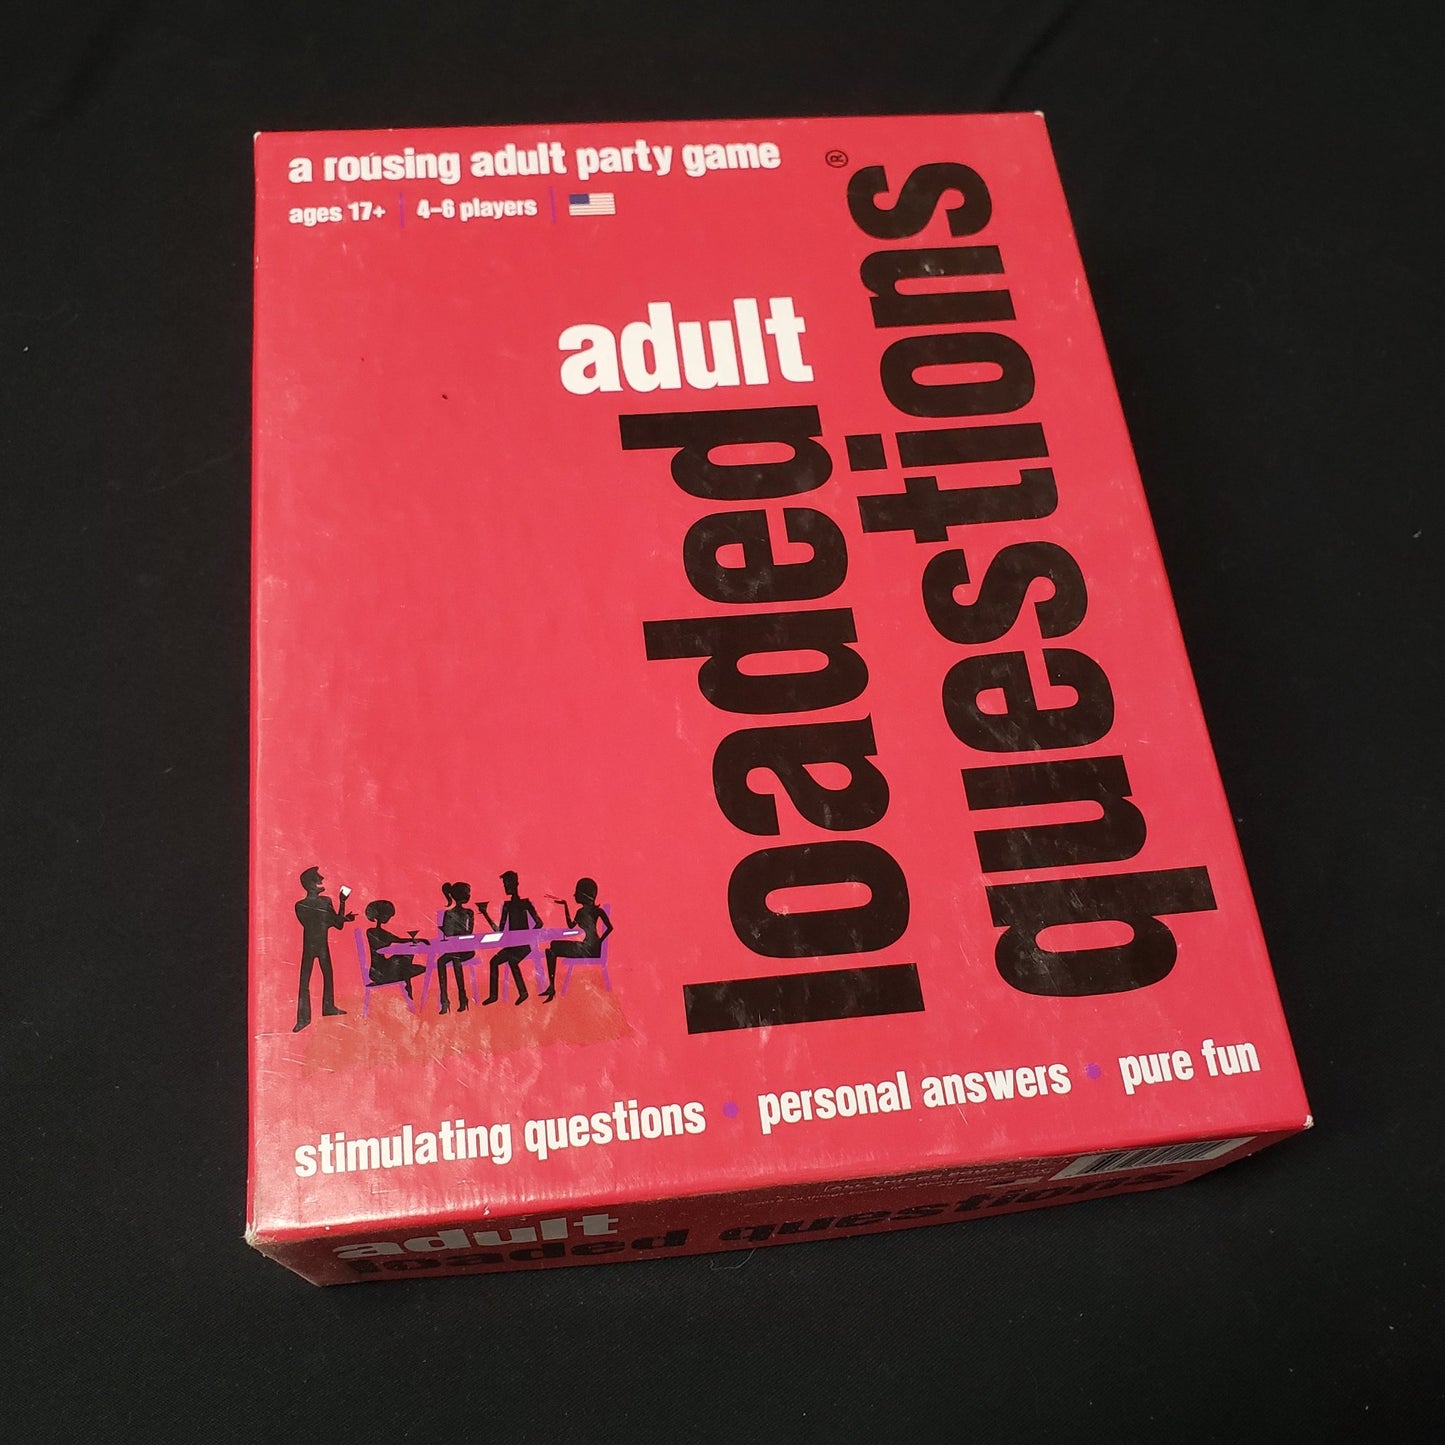 a rousing adult party game
ages 17+ | 4–6 players
adult
loaded
questions®
stimulating questions • personal answers • pure fun
adult
loaded questions